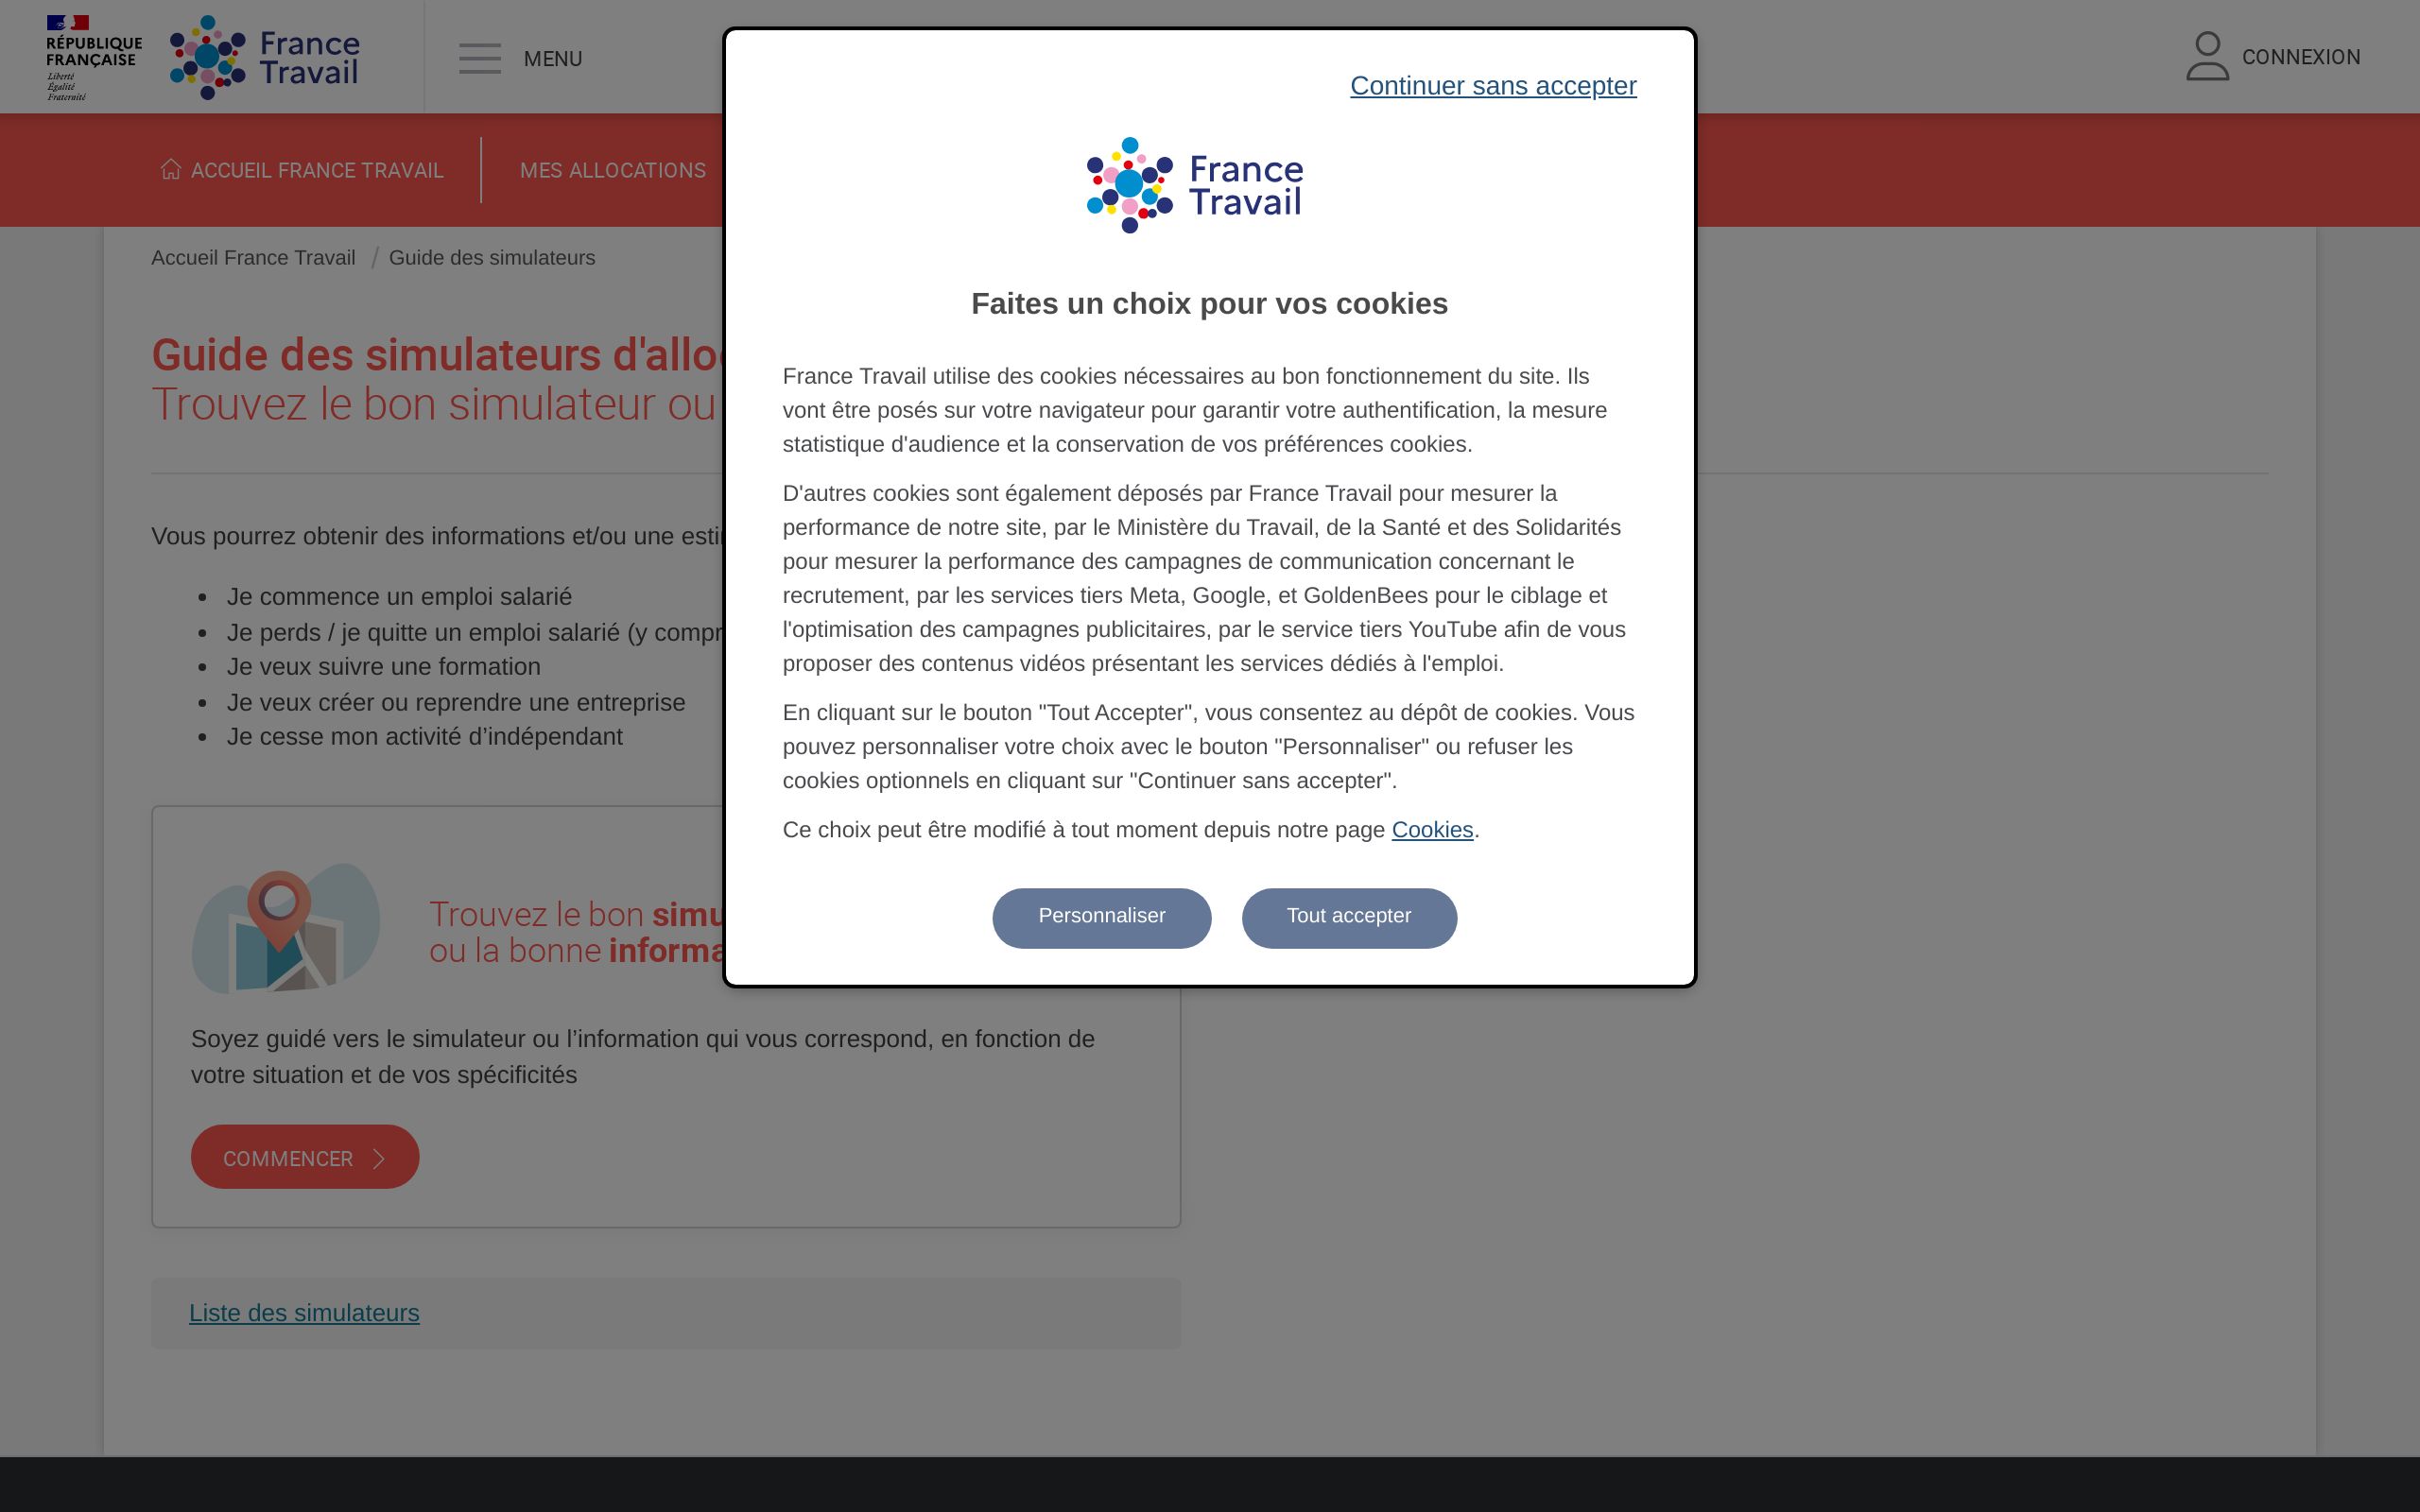 RÉPUBLIQUE
FRANÇAISE
Liberté
Égalité
Fraternité
France
Travail
MENU
CONNEXION
ACCUEIL FRANCE TRAVAIL
MES ALLOCATIONS
Accueil France Travail / Guide des simulateurs
Guide des simulateurs d'allo
Trouvez le bon simulateur ou
Vous pourrez obtenir des informations et/ou une esti
• Je commence un emploi salarié
• Je perds / je quitte un emploi salarié (y compr
• Je veux suivre une formation
• Je veux créer ou reprendre une entreprise
• Je cesse mon activité d’indépendant
Trouvez le bon simu
ou la bonne informa
Soyez guidé vers le simulateur ou l’information qui vous correspond, en fonction de
votre situation et de vos spécificités
COMMENCER
Liste des simulateurs
Continuer sans accepter
France
Travail
Faites un choix pour vos cookies
France Travail utilise des cookies nécessaires au bon fonctionnement du site. Ils
vont être posés sur votre navigateur pour garantir votre authentification, la mesure
statistique d'audience et la conservation de vos préférences cookies.
D'autres cookies sont également déposés par France Travail pour mesurer la
performance de notre site, par le Ministère du Travail, de la Santé et des Solidarités
pour mesurer la performance des campagnes de communication concernant le
recrutement, par les services tiers Meta, Google, et GoldenBees pour le ciblage et
l'optimisation des campagnes publicitaires, par le service tiers YouTube afin de vous
proposer des contenus vidéos présentant les services dédiés à l'emploi.
En cliquant sur le bouton "Tout Accepter", vous consentez au dépôt de cookies. Vous
pouvez personnaliser votre choix avec le bouton "Personnaliser" ou refuser les
cookies optionnels en cliquant sur "Continuer sans accepter".
Ce choix peut être modifié à tout moment depuis notre page Cookies.
Personnaliser
Tout accepter